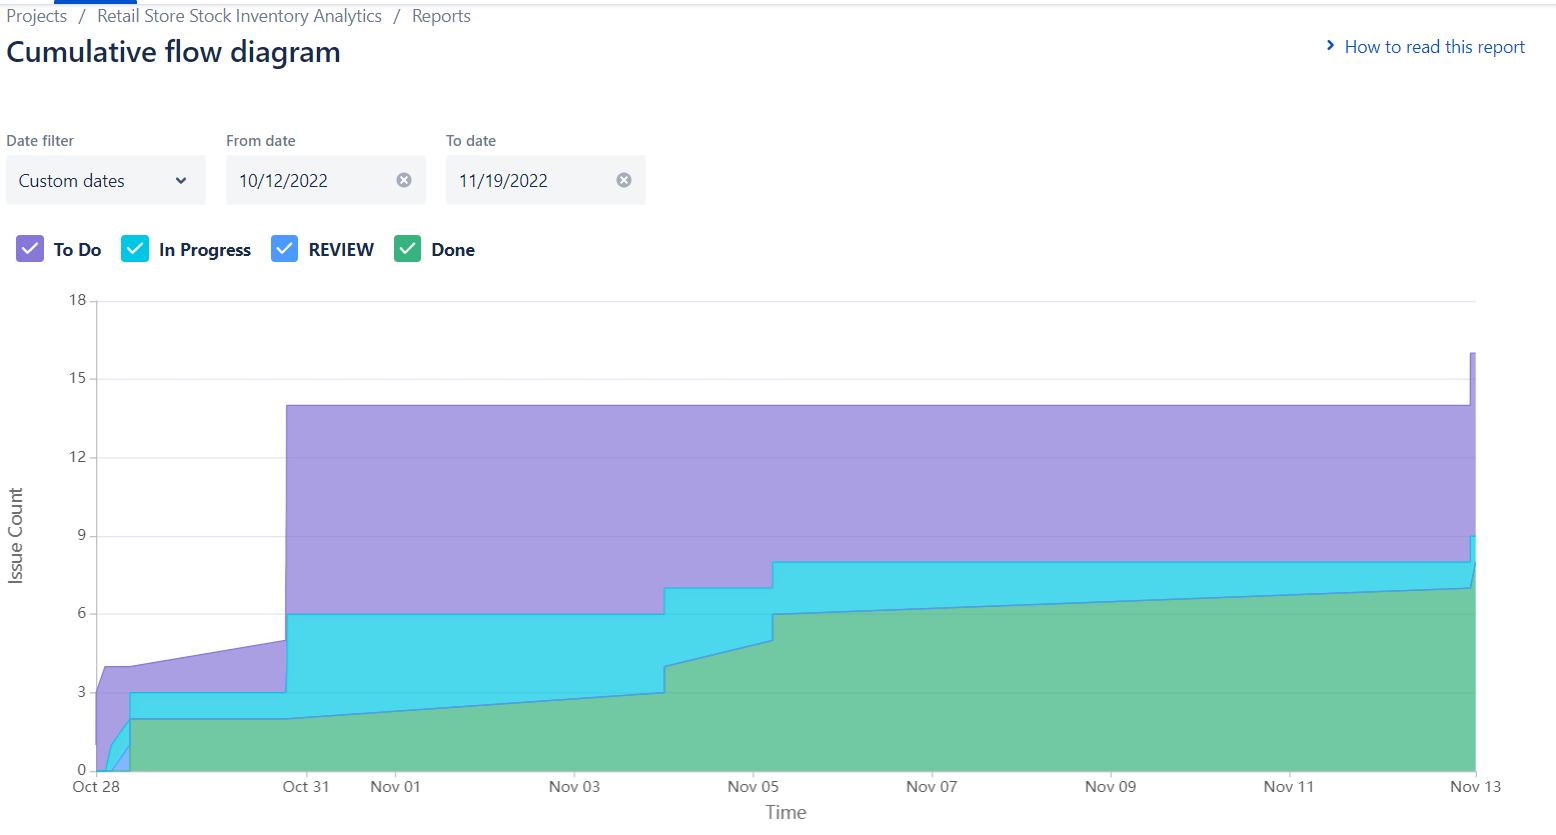 Projects / Retail Store Stock Inventory Analytics / Reports
Cumulative flow diagram
How to read this report
Date filter From date To date
Custom dates 10/12/2022 11/19/2022
To Do In Progress REVIEW Done
18
15
12
9
6
3
0
Issue Count
Oct 28 Oct 31 Nov 01 Nov 03 Nov 05 Nov 07 Nov 09 Nov 11 Nov 13
Time